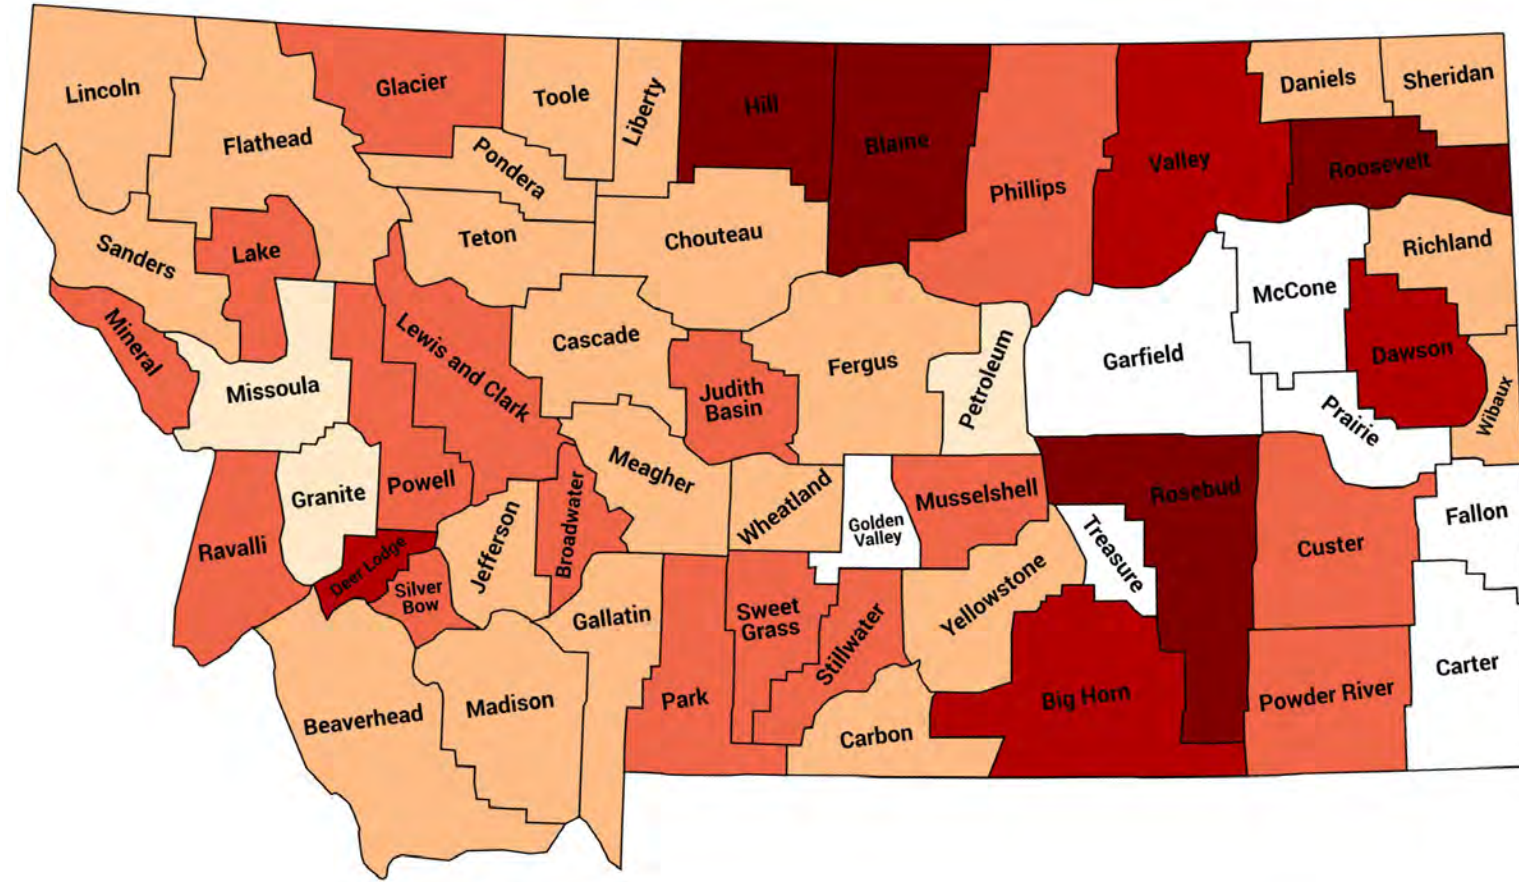 Lincoln
Flathead
Glacier
Toole
Liberty
Hill
Blaine
Phillips
Valley
Daniels
Sheridan
Roosevelt
Pondera
Teton
Chouteau
Sanders
Lake
Richland
McCone
Mineral
Missoula
Lewis and Clark
Cascade
Judith
Basin
Fergus
Petroleum
Garfield
Dawson
Prairie
Wibaux
Ravalli
Granite
Powell
Meagher
Wheatland
Golden
Valley
Musselshell
Rosebud
Treasure
Custer
Fallon
Deer Lodge
Silver
Bow
Jefferson
Broadwater
Gallatin
Sweet
Grass
Stillwater
Yellowstone
Beaverhead
Madison
Park
Carbon
Big Horn
Powder River
Carter